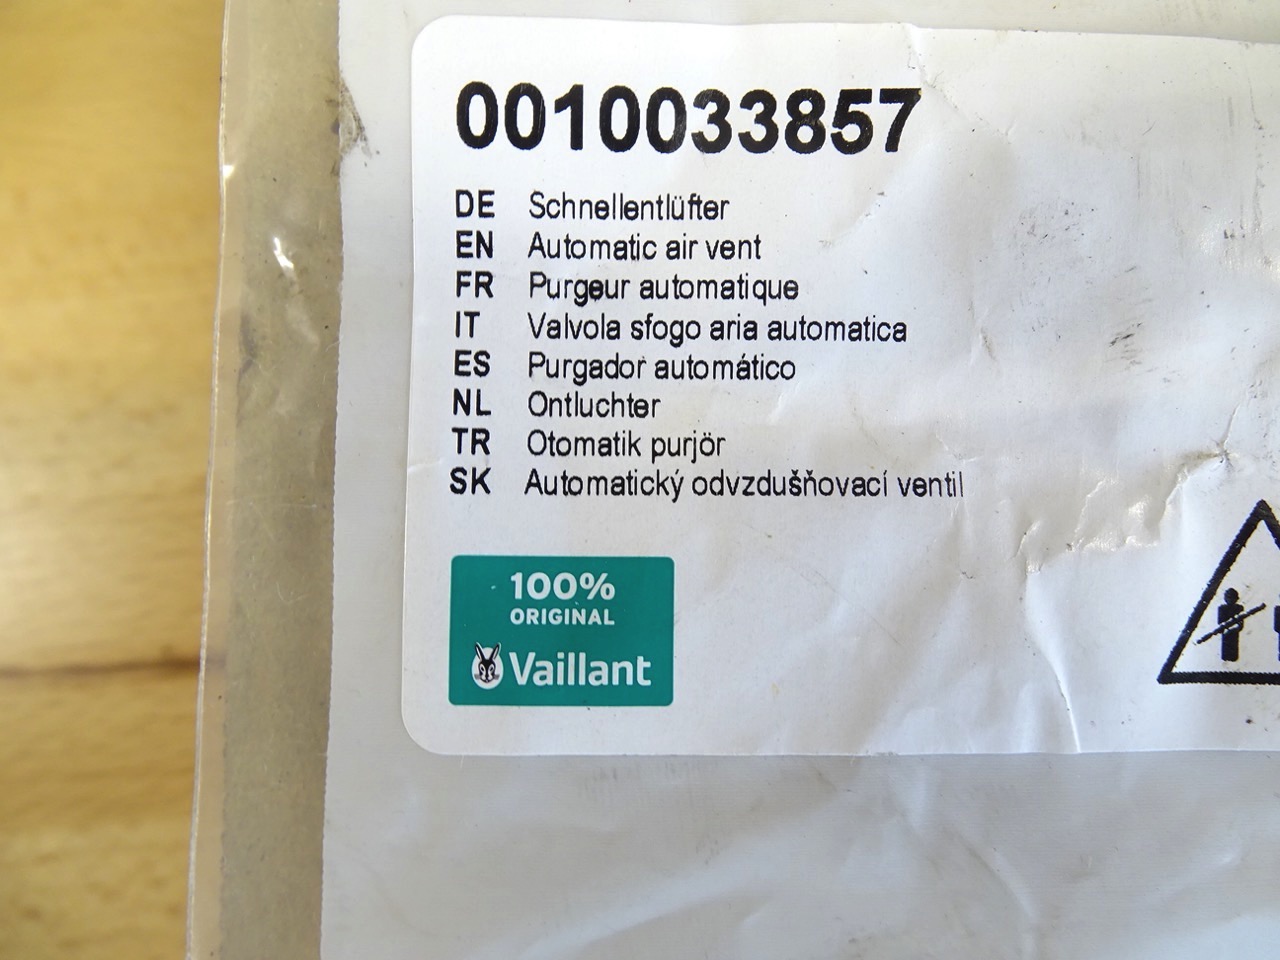 0010033857
DE Schnellentlüfter
EN Automatic air vent
FR Purgeur automatique
IT Valvola sfogo aria automatica
ES Purgador automático
NL Ontluchter
TR Otomatik purjör
SK Automatický odvzdušňovací ventil
100%
ORIGINAL
Vaillant